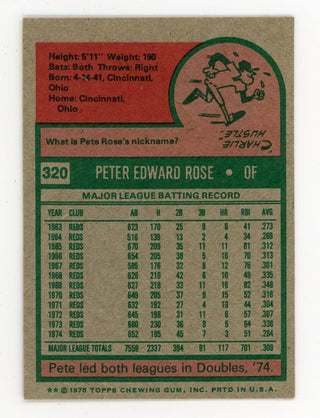 Height: 5'11" Weight: 190
Bats: Both Throws: Right
Born: 4-14-41, Cincinnati,
Ohio
Home: Cincinnati,
Ohio
What is Pete Rose's nickname?
"CHARLIE
HUSTLE."
320 PETER EDWARD ROSE • OF
MAJOR LEAGUE BATTING RECORD
YEAR CLUB AB H 2B 3B HR RBI AVG.
1963 REDS 623 170 25 9 6 41 .273
1964 REDS 516 139 13 2 4 34 .269
1965 REDS 670 209 35 11 11 81 .312
1966 REDS 654 205 38 5 16 70 .313
1967 REDS 585 176 32 8 12 76 .301
1968 REDS 626 210 42 6 10 49 .335
1969 REDS 627 218 33 11 16 82 .348
1970 REDS 649 205 37 9 15 52 .316
1971 REDS 632 192 27 4 13 44 .304
1972 REDS 645 198 31 11 6 57 .307
1973 REDS 680 230 36 8 5 64 .338
1974 REDS 652 185 45 7 3 51 .284
MAJOR LEAGUE TOTALS 7559 2337 394 91 117 701 .309
Pete led both leagues in Doubles, '74.
** © 1975 TOPPS CHEWING GUM, INC. PRTD IN U.S.A.